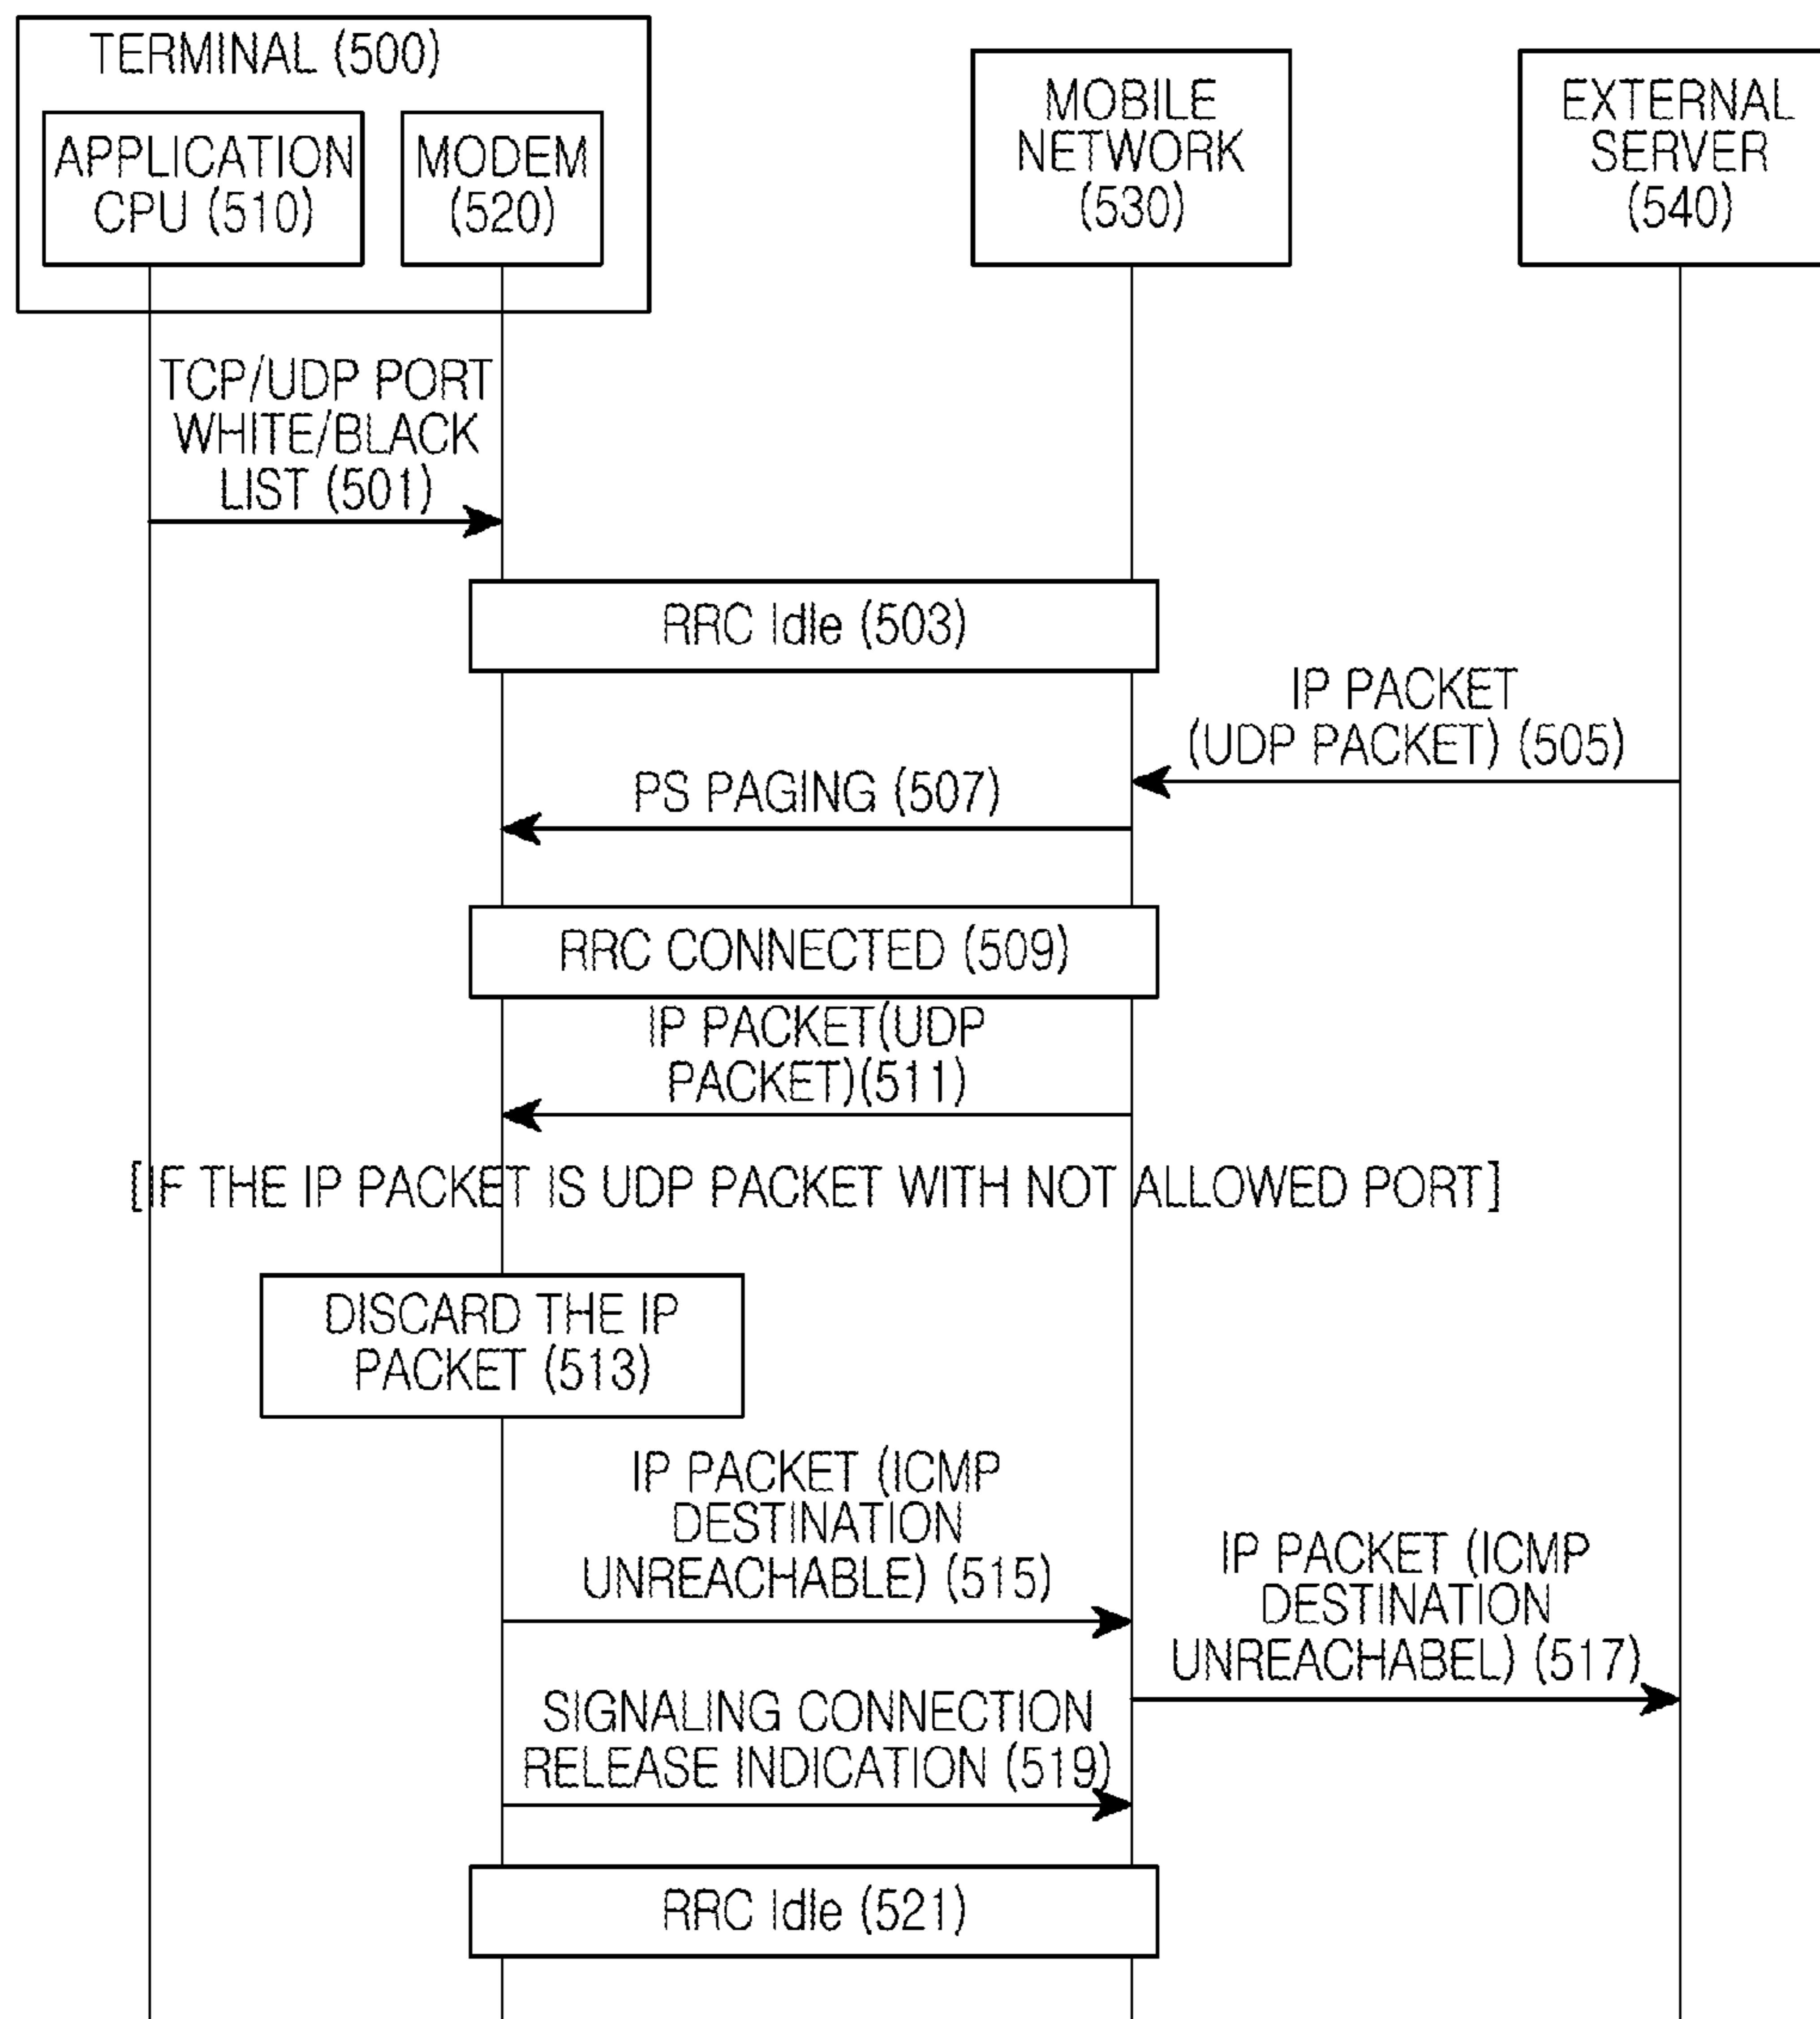 TERMINAL (500)
APPLICATION
CPU (510)
MODEM
(520)
MOBILE
NETWORK
(530)
EXTERNAL
SERVER
(540)
TCP/UDP PORT
WHITE/BLACK
LIST (501)
RRC Idle (503)
IP PACKET
(UDP PACKET) (505)
PS PAGING (507)
RRC CONNECTED (509)
IP PACKET(UDP
PACKET)(511)
[IF THE IP PACKET IS UDP PACKET WITH NOT ALLOWED PORT]
DISCARD THE IP
PACKET (513)
IP PACKET (ICMP
DESTINATION
UNREACHABLE) (515)
IP PACKET (ICMP
DESTINATION
UNREACHABEL) (517)
SIGNALING CONNECTION
RELEASE INDICATION (519)
RRC Idle (521)